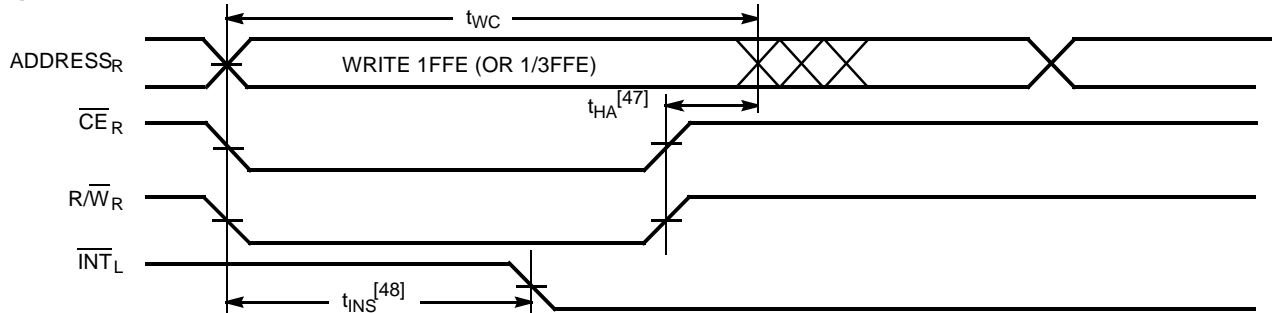 tWC
ADDRESSR
WRITE 1FFE (OR 1/3FFE)
tHA[47]
CER
R/WR
INTL
tINS[48]